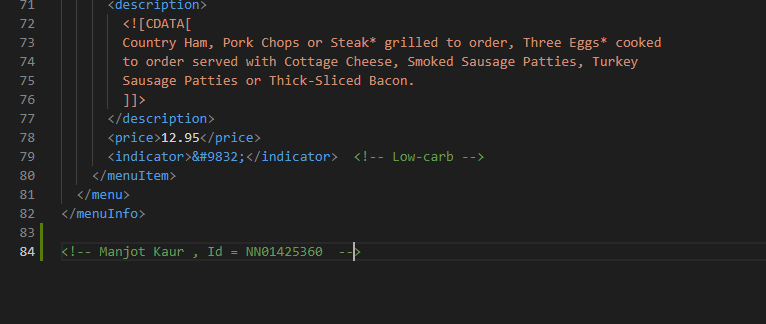 71 <description>
72 <![CDATA[
73 Country Ham, Pork Chops or Steak* grilled to order, Three Eggs* cooked
74 to order served with Cottage Cheese, Smoked Sausage Patties, Turkey
75 Sausage Patties or Thick-Sliced Bacon.
76 ]]>
77 </description>
78 <price>12.95</price>
79 <indicator>&#9832;</indicator> <!-- Low-carb -->
80 </menuItem>
81 </menu>
82 </menuInfo>
83
84 <!-- Manjot Kaur , Id = NN01425360 -->